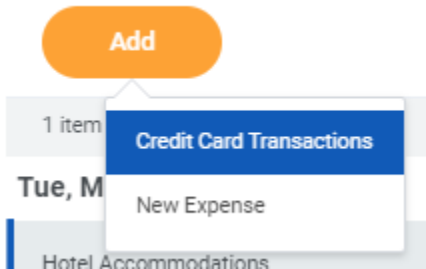 Add
1 item
Credit Card Transactions
Tue, M
New Expense
Hotel Accommodations